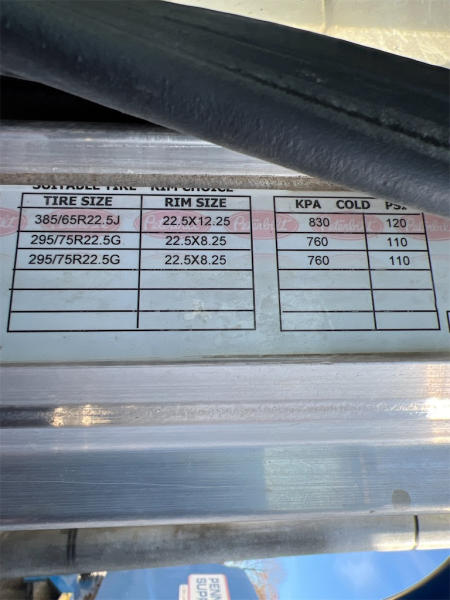 SUITABLE TIRE - RIM CHOICE
TIRE SIZE RIM SIZE KPA COLD PSI
385/65R22.5J 22.5X12.25 830 120
295/75R22.5G 22.5X8.25 760 110
295/75R22.5G 22.5X8.25 760 110
Peterbilt